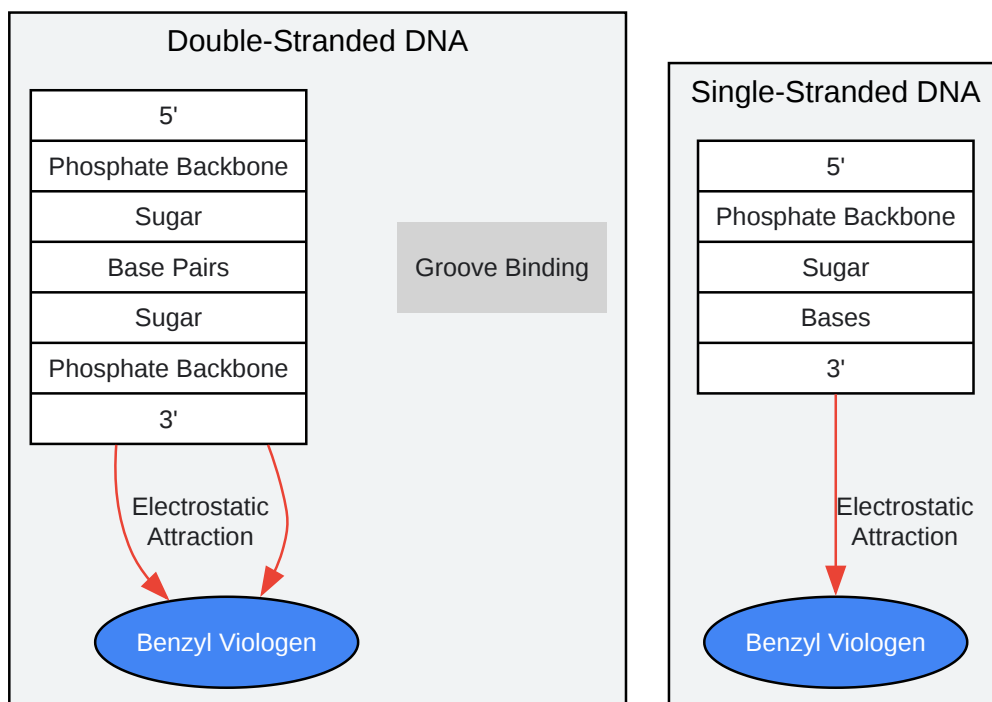 Double-Stranded DNA
5'
Phosphate Backbone
Sugar
Base Pairs
Sugar
Phosphate Backbone
3'
Groove Binding
Electrostatic
Attraction
Benzyl Viologen
Single-Stranded DNA
5'
Phosphate Backbone
Sugar
Bases
3'
Electrostatic
Attraction
Benzyl Viologen